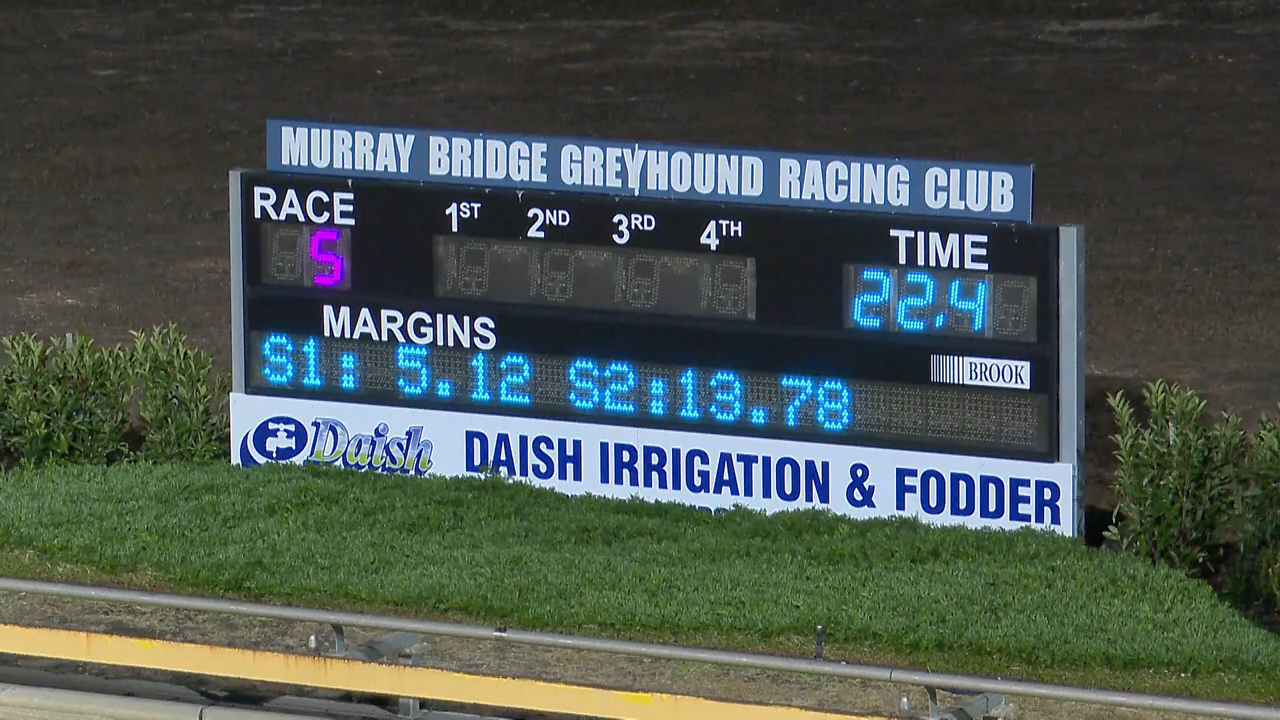 MURRAY BRIDGE GREYHOUND RACING CLUB
RACE 1ST 2ND 3RD 4TH TIME
5 22.4
MARGINS
S1: 5.12 S2:13.78
BROOK
Daish DAISH IRRIGATION & FODDER